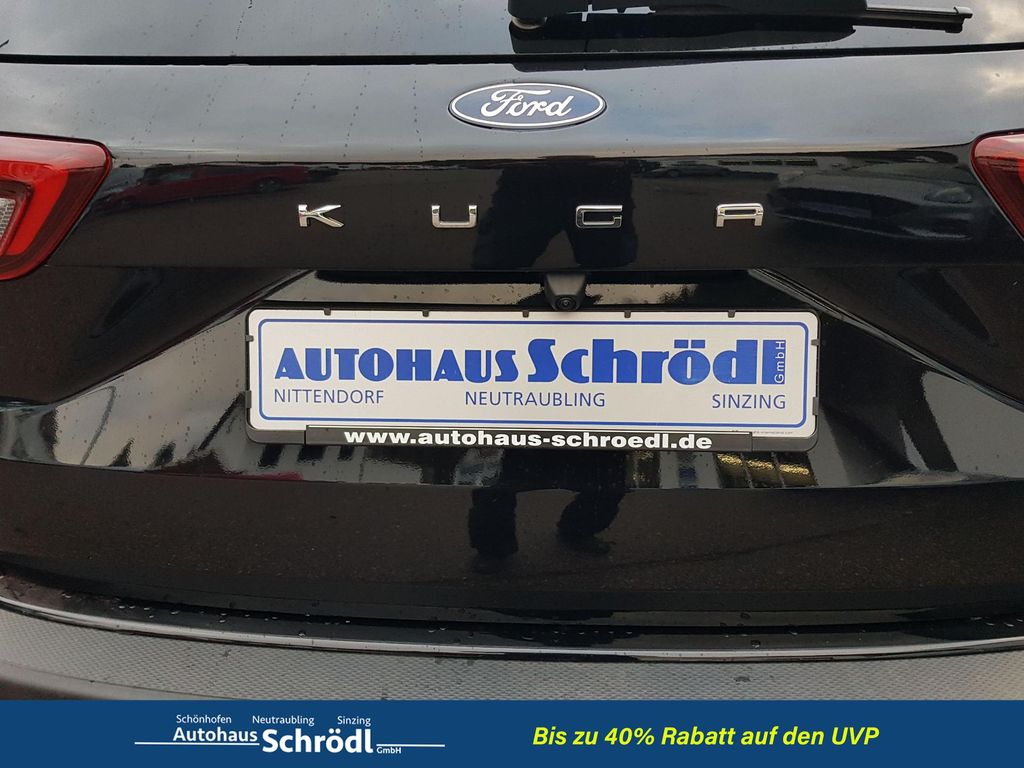 Ford
KUGA
AUTOHAUS Schrödl GmbH
NITTENDORF NEUTRAUBLING SINZING
www.autohaus-schroedl.de
Schönhofen Neutraubling Sinzing
Autohaus Schrödl GmbH
Bis zu 40% Rabatt auf den UVP